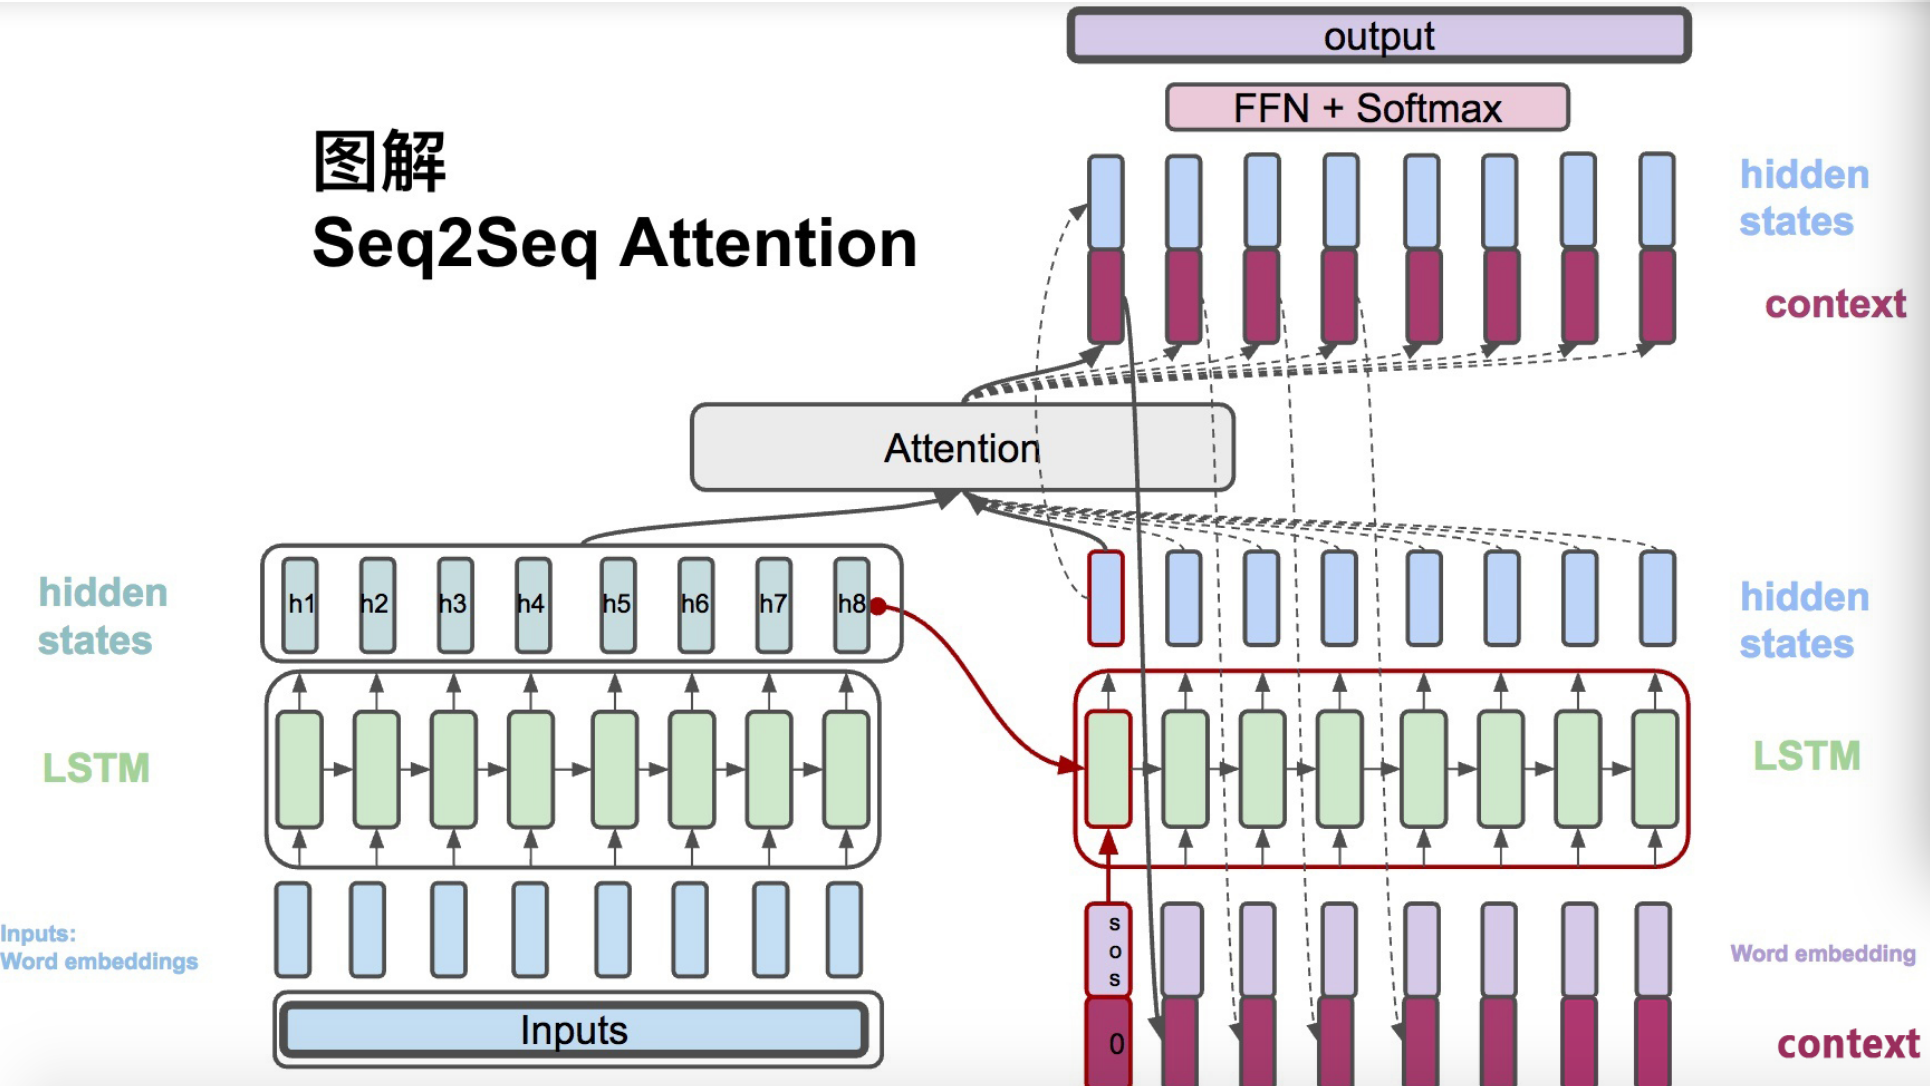 output
FFN + Softmax
图解
Seq2Seq Attention
hidden
states
context
Attention
hidden
states
h1 h2 h3 h4 h5 h6 h7 h8
hidden
states
LSTM
LSTM
Inputs:
Word embeddings
s
o
s
Word embedding
Inputs
0
context